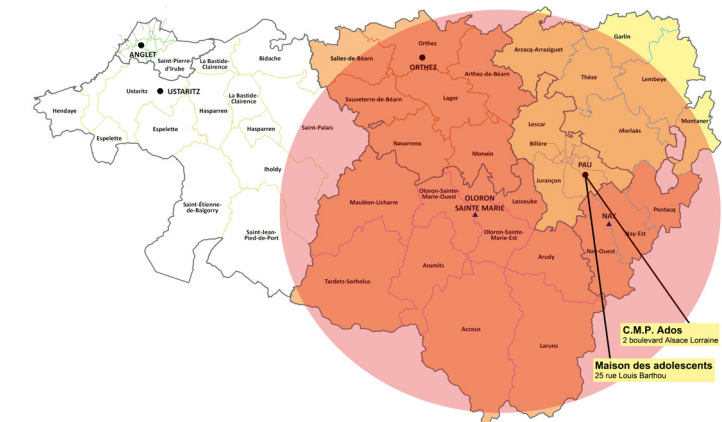 Garlin
Orthez
ANGLET
Arzacq-Arraziguet
Saint-Pierre-
d'Irube
La Bastide-
Clairence
Bidache
Salies-de-Béarn
ORTHEZ
Arthez-de-Béarn
Thèze
Lembeye
Ustaritz
USTARITZ
La Bastide-
Clairence
Sauveterre-de-Béarn
Lagor
Hendaye
Hasparren
Espelette
Espelette
Hasparren
Saint-Palais
Lescar
Morlaàs
Montaner
Navarrenx
Monein
Billère
PAU
Iholdy
Jurançon
Oloron-Sainte-
Marie-Ouest
OLORON
SAINTE MARIE
Lasseube
Mauléon-Licharre
Saint-Étienne-
de-Baïgorry
Pontacq
NAY
Nay-Est
Saint-Jean-
Pied-de-Port
Oloron-Sainte-
Marie-Est
Nay-Ouest
Aramits
Arudy
Tardets-Sorholus
Accous
Laruns
C.M.P. Ados
2 boulevard Alsace Lorraine
Maison des adolescents
25 rue Louis Barthou